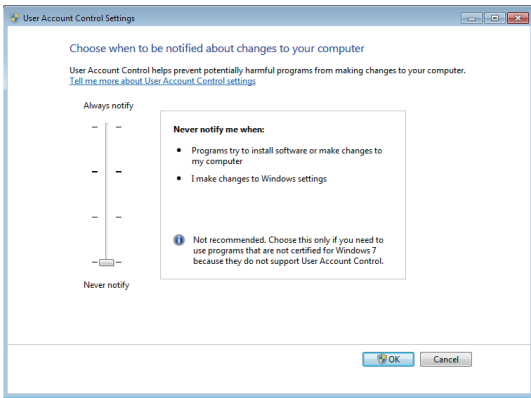 User Account Control Settings
Choose when to be notified about changes to your computer
User Account Control helps prevent potentially harmful programs from making changes to your computer.
Tell me more about User Account Control settings
Always notify
Never notify me when:
Programs try to install software or make changes to
my computer
I make changes to Windows settings
Not recommended. Choose this only if you need to
use programs that are not certified for Windows 7
because they do not support User Account Control.
Never notify
OK
Cancel